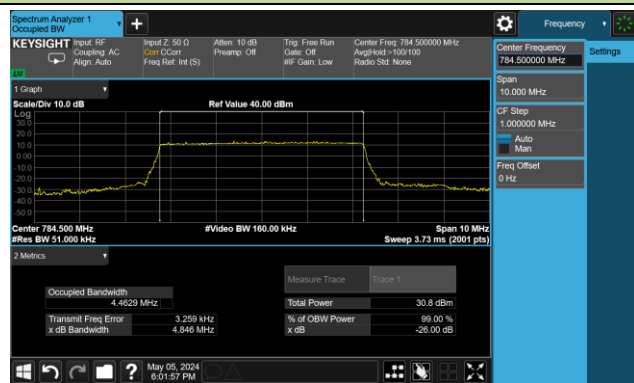 Spectrum Analyzer 1
Occupied BW
Frequency
KEYSIGHT
Input: RF
Coupling: AC
Align: Auto
Input Z: 50 Ω
Corr CCorr
Freq Ref: Int (S)
Atten: 10 dB
Preamp: Off
Trig: Free Run
Gate: Off
#IF Gain: Low
Center Freq: 784.500000 MHz
Avg|Hold:>100/100
Radio Std: None
LXI
Center Frequency
784.500000 MHz
Settings
Span
10.000 MHz
CF Step
1.000000 MHz
Auto
Man
Freq Offset
0 Hz
1 Graph
Scale/Div 10.0 dB
Ref Value 40.00 dBm
Log
30.0
20.0
10.0
0.00
-10.0
-20.0
-30.0
-40.0
-50.0
Center 784.500 MHz
#Video BW 160.00 kHz
Span 10 MHz
#Res BW 51.000 kHz
Sweep 3.73 ms (2001 pts)
2 Metrics
Measure Trace
Trace 1
Occupied Bandwidth
4.4629 MHz
Total Power
30.8 dBm
Transmit Freq Error
3.259 kHz
% of OBW Power
99.00 %
x dB Bandwidth
4.846 MHz
x dB
-26.00 dB
?
May 05, 2024
6:01:57 PM